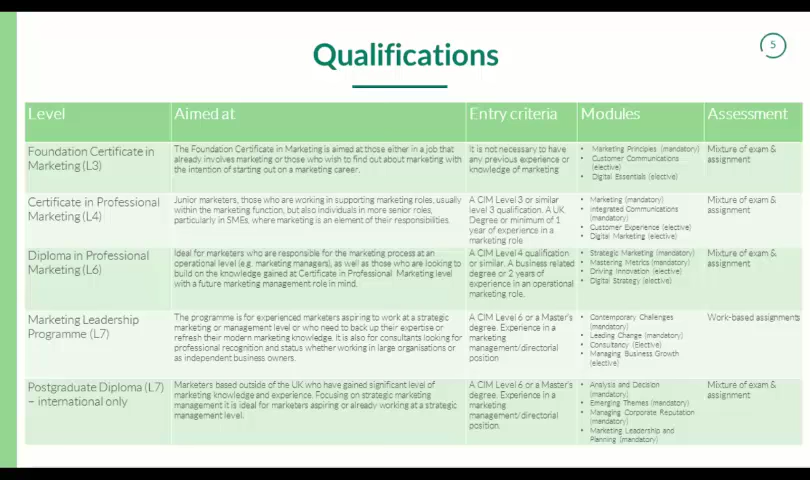 Qualifications
5
Level
Aimed at
Entry criteria
Modules
Assessment
Foundation Certificate in
Marketing (L3)
The Foundation Certificate in Marketing is aimed at those either in a job that
already involves marketing or those who wish to find out about marketing with
the intention of starting out on a marketing career.
It is not necessary to have
any previous experience or
knowledge of marketing
• Marketing Principles (mandatory)
• Customer Communications
(elective)
• Digital Essentials (elective)
Mixture of exam &
assignment
Certificate in Professional
Marketing (L4)
Junior marketers, those who are working in supporting marketing roles, usually
within the marketing function, but also individuals in more senior roles,
particularly in SMEs, where marketing is an element of their responsibilities.
A CIM Level 3 or similar
level 3 qualification. A UK
Degree or minimum of 1
year of experience in a
marketing role
• Marketing (mandatory)
• Integrated Communications
(mandatory)
• Customer Experience (elective)
• Digital Marketing (elective)
Mixture of exam &
assignment
Diploma in Professional
Marketing (L6)
Ideal for marketers who are responsible for the marketing process at an
operational level (e.g. marketing managers), as well as those who are looking to
build on the knowledge gained at Certificate in Professional Marketing level
with a future marketing management role in mind.
A CIM Level 4 qualification
or similar. A business related
degree or 2 years of
experience in an operational
marketing role.
• Strategic Marketing (mandatory)
• Mastering Metrics (mandatory)
• Driving Innovation (elective)
• Digital Strategy (elective)
Mixture of exam &
assignment
Marketing Leadership
Programme (L7)
The programme is for experienced marketers aspiring to work at a strategic
marketing or management level or who need to back up their expertise or
refresh their modern marketing knowledge. It is also for consultants looking for
professional recognition and status whether working in large organisations or
as independent business owners.
A CIM Level 6 or a Master's
degree. Experience in a
marketing
management/directorial
position
• Contemporary Challenges
(mandatory)
• Leading Change (mandatory)
• Consultancy (Elective)
• Managing Business Growth
(elective)
Work-based assignments
Postgraduate Diploma (L7)
– international only
Marketers based outside of the UK who have gained significant level of
marketing knowledge and experience. Focusing on strategic marketing
management it is ideal for marketers aspiring or already working at a strategic
management level.
A CIM Level 6 or a Master's
degree. Experience in a
marketing
management/directorial
position
• Analysis and Decision
(mandatory)
• Emerging Themes (mandatory)
• Managing Corporate Reputation
(mandatory)
• Marketing Leadership and
Planning (mandatory)
Mixture of exam &
assignment